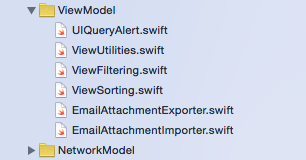 ViewModel
UIQueryAlert.swift
ViewUtilities.swift
ViewFiltering.swift
ViewSorting.swift
EmailAttachmentExporter.swift
EmailAttachmentImporter.swift
NetworkModel